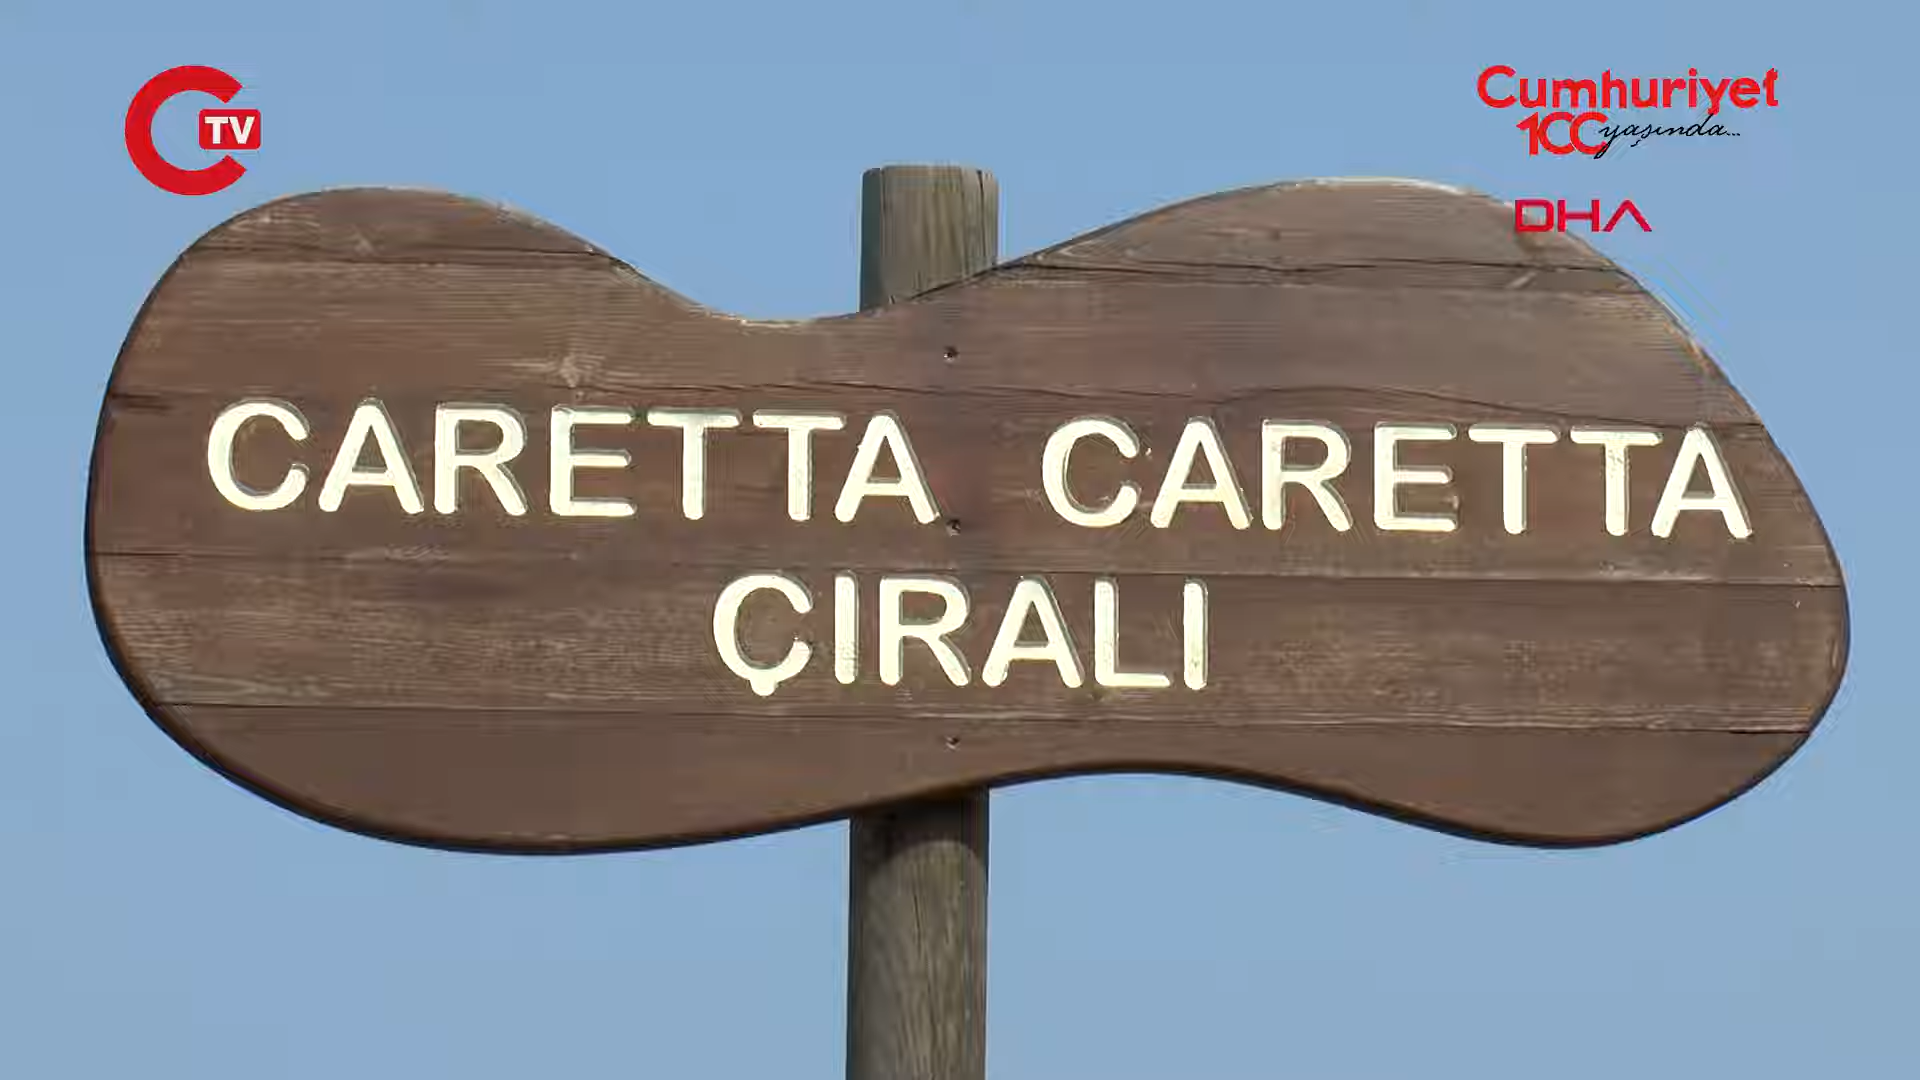 TV
Cumhuriyet
100 yaşında...
DHA
CARETTA CARETTA
ÇIRALI